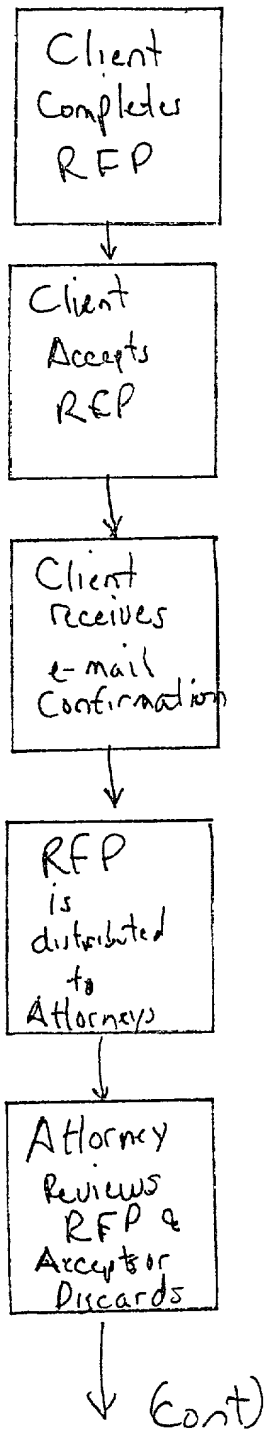 Client
Completes
RFP
Client
Accepts
RFP
Client
receives
e-mail
Confirmation
RFP
is
distributed
to
Attorneys
Attorney
Reviews
RFP &
Accepts or
Discards
(Cont)